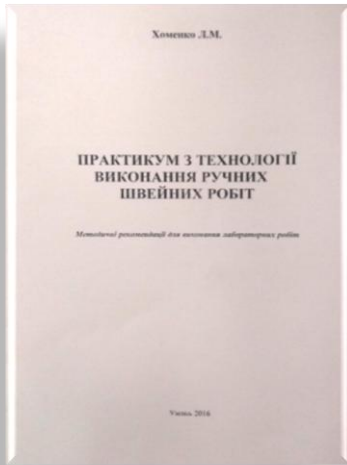 Хоменко Л.М.
ПРАКТИКУМ З ТЕХНОЛОГІЇ
ВИКОНАННЯ РУЧНИХ
ШВЕЙНИХ РОБІТ
Методичні рекомендації для виконання лабораторних робіт
Умань 2016